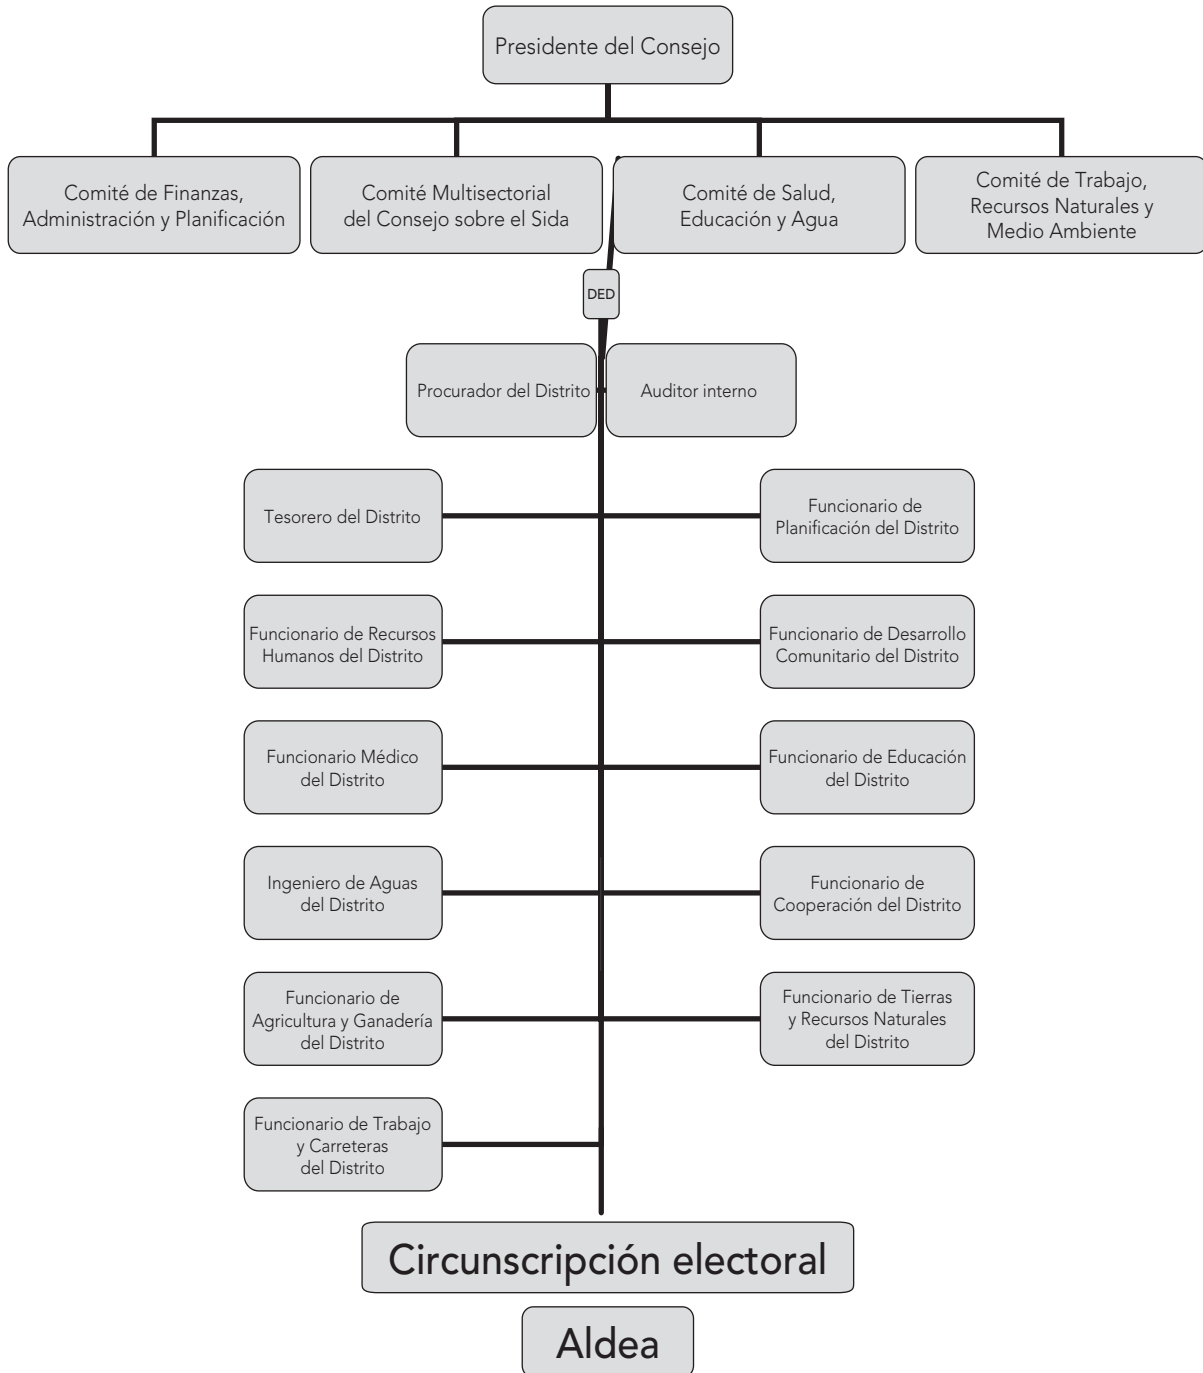 Presidente del Consejo
Comité de Finanzas,
Administración y Planificación
Comité Multisectorial
del Consejo sobre el Sida
Comité de Salud,
Educación y Agua
Comité de Trabajo,
Recursos Naturales y
Medio Ambiente
DED
Procurador del Distrito
Auditor interno
Tesorero del Distrito
Funcionario de
Planificación del Distrito
Funcionario de Recursos
Humanos del Distrito
Funcionario de Desarrollo
Comunitario del Distrito
Funcionario Médico
del Distrito
Funcionario de Educación
del Distrito
Ingeniero de Aguas
del Distrito
Funcionario de
Cooperación del Distrito
Funcionario de
Agricultura y Ganadería
del Distrito
Funcionario de Tierras
y Recursos Naturales
del Distrito
Funcionario de Trabajo
y Carreteras
del Distrito
Circunscripción electoral
Aldea